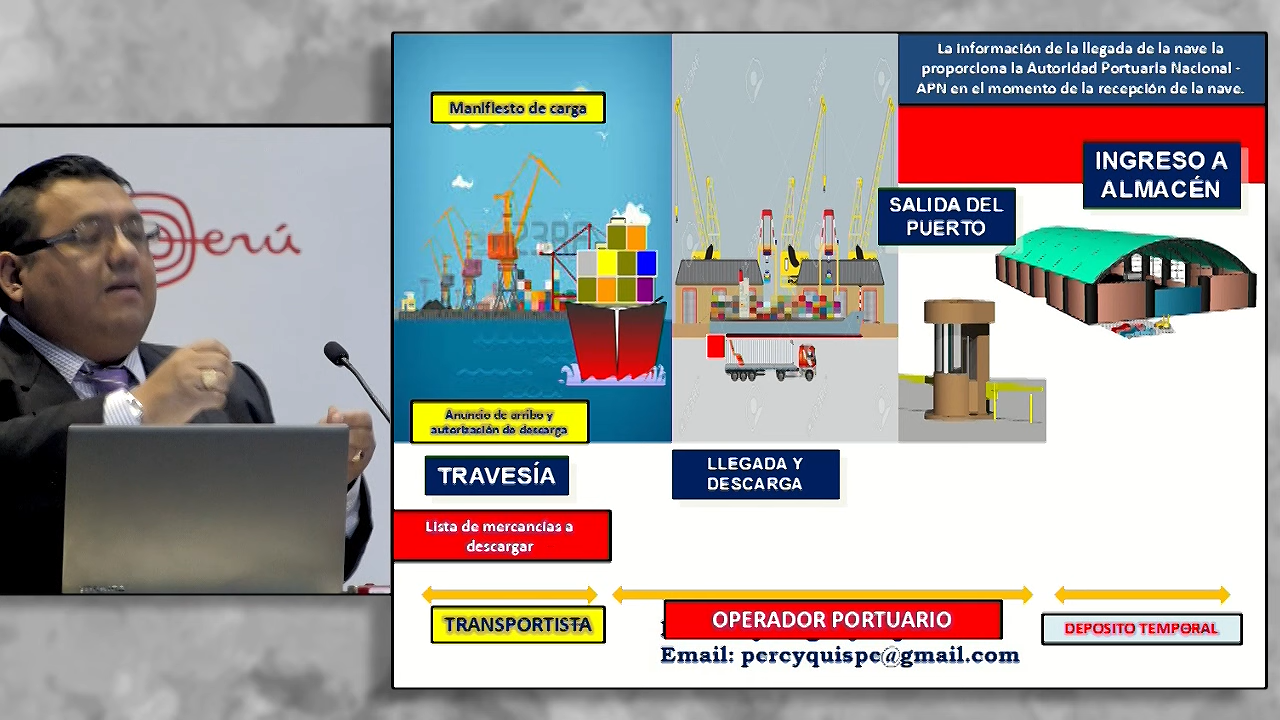 La información de la llegada de la nave la
proporciona la Autoridad Portuaria Nacional -
APN en el momento de la recepción de la nave.
Manifiesto de carga
INGRESO A
ALMACÉN
SALIDA DEL
PUERTO
Perú
Anuncio de arribo y
autorización de descarga
TRAVESÍA
LLEGADA Y
DESCARGA
Lista de mercancías a
descargar
TRANSPORTISTA
OPERADOR PORTUARIO
DEPOSITO TEMPORAL
Email: percyquispe@gmail.com